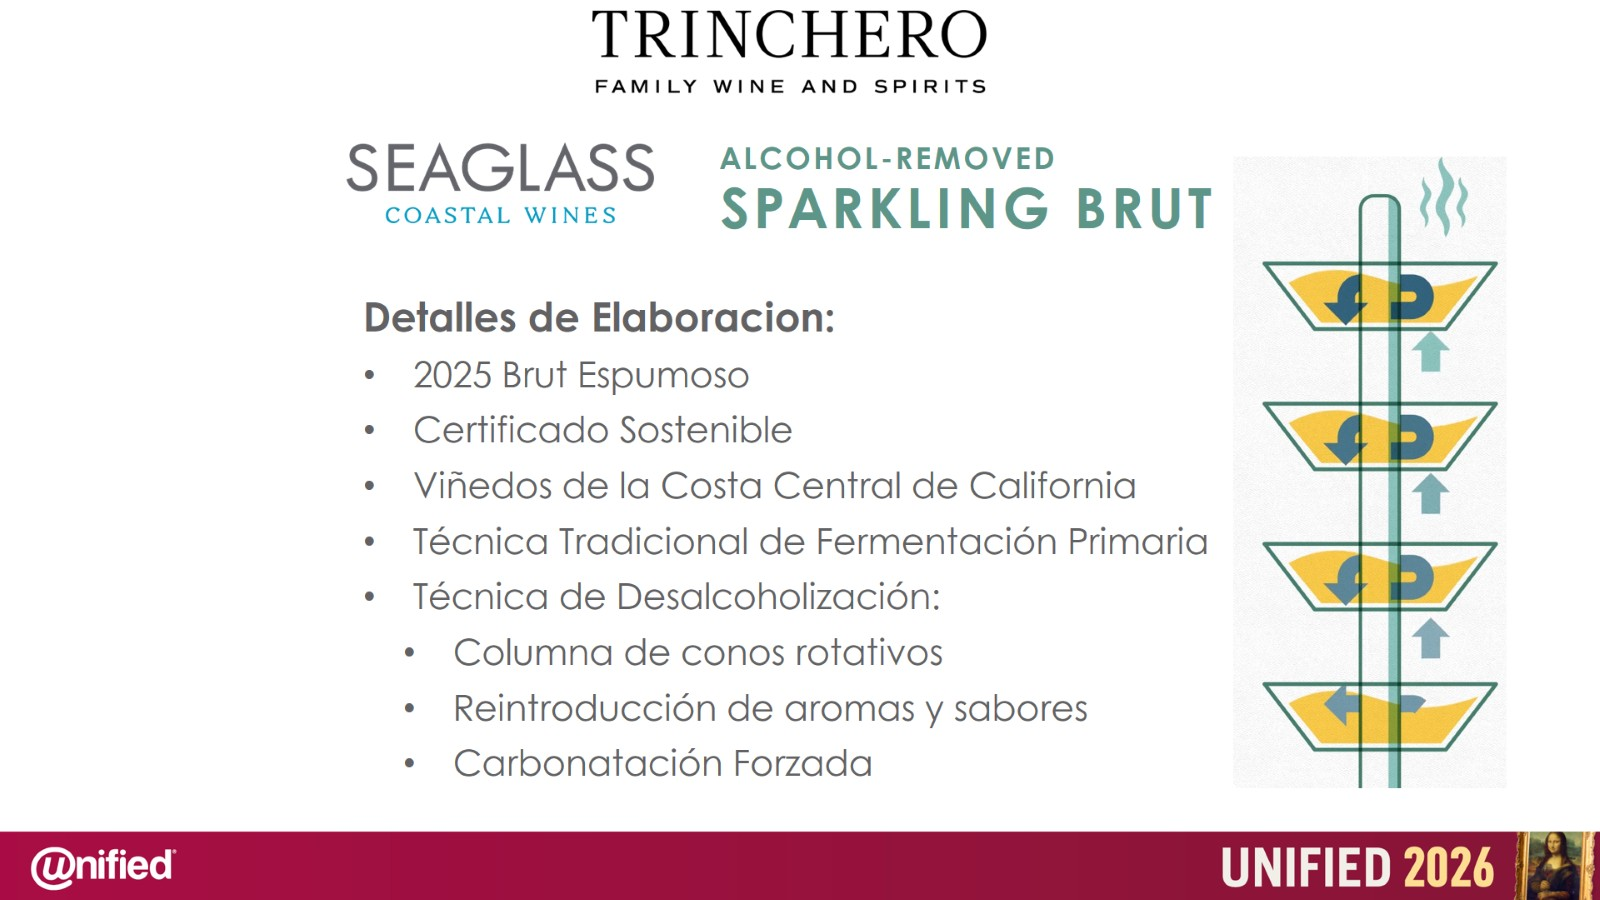 TRINCHERO
FAMILY WINE AND SPIRITS
SEAGLASS
COASTAL WINES
ALCOHOL-REMOVED
SPARKLING BRUT
Detalles de Elaboracion:
• 2025 Brut Espumoso
• Certificado Sostenible
• Viñedos de la Costa Central de California
• Técnica Tradicional de Fermentación Primaria
• Técnica de Desalcoholización:
• Columna de conos rotativos
• Reintroducción de aromas y sabores
• Carbonatación Forzada
unified
UNIFIED 2026